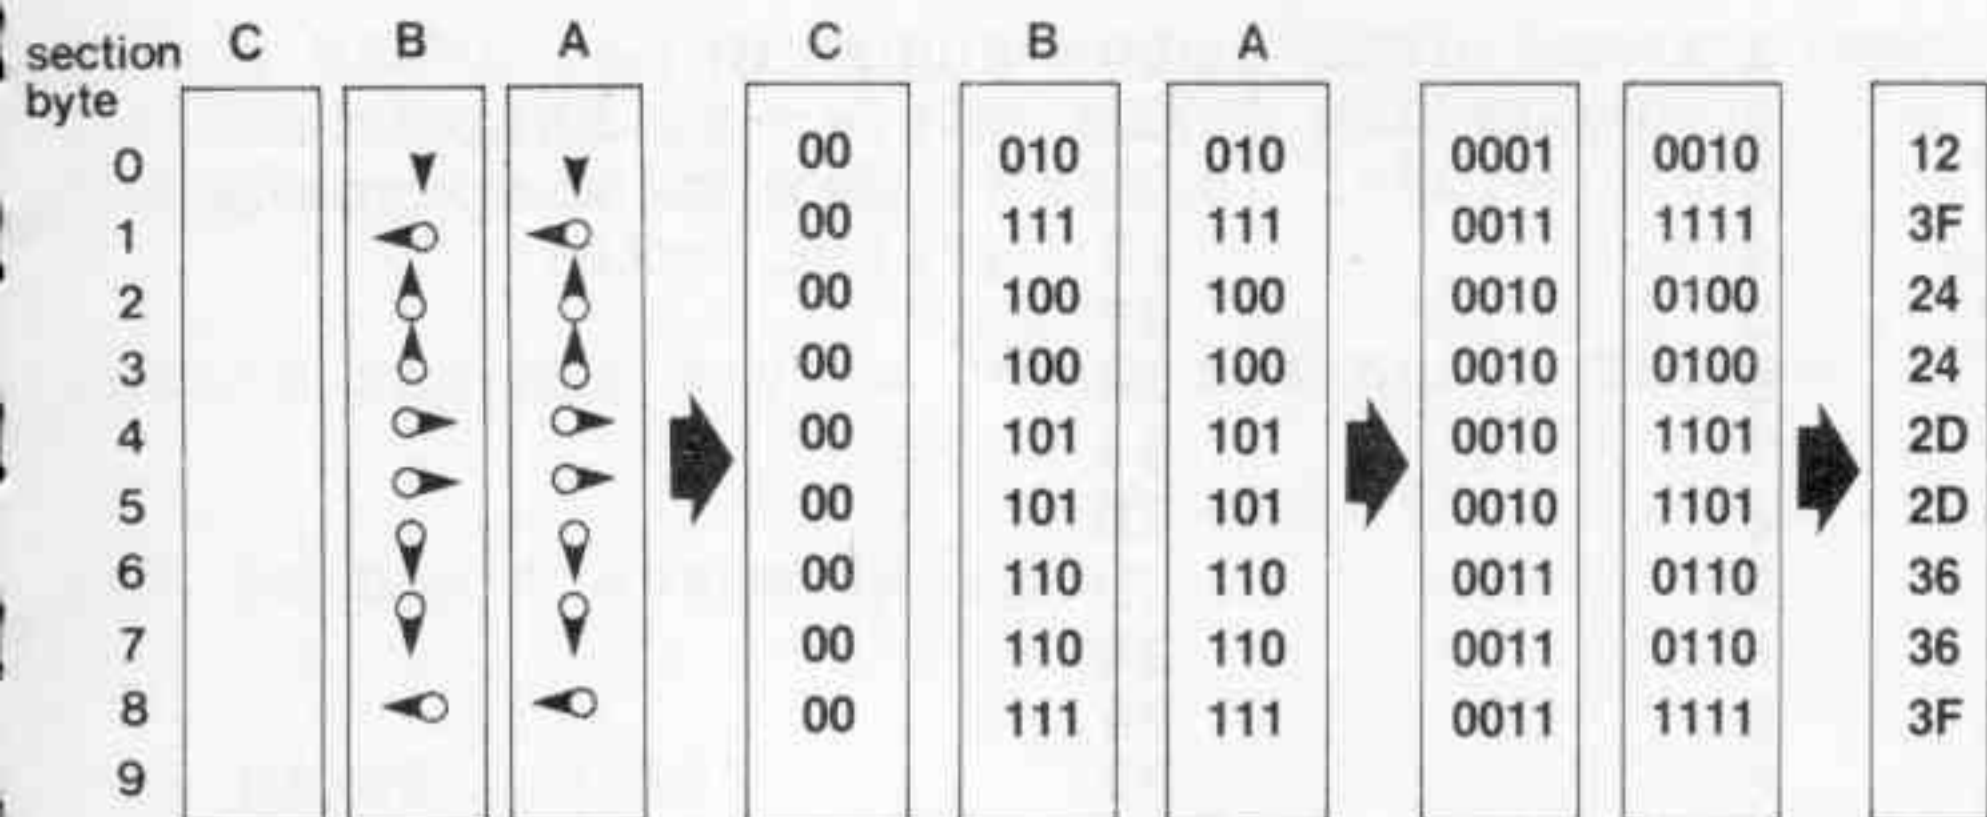 section C B A C B A
byte
0 00 010 010 0001 0010 12
1 00 111 111 0011 1111 3F
2 00 100 100 0010 0100 24
3 00 100 100 0010 0100 24
4 00 101 101 0010 1101 2D
5 00 101 101 0010 1101 2D
6 00 110 110 0011 0110 36
7 00 110 110 0011 0110 36
8 00 111 111 0011 1111 3F
9